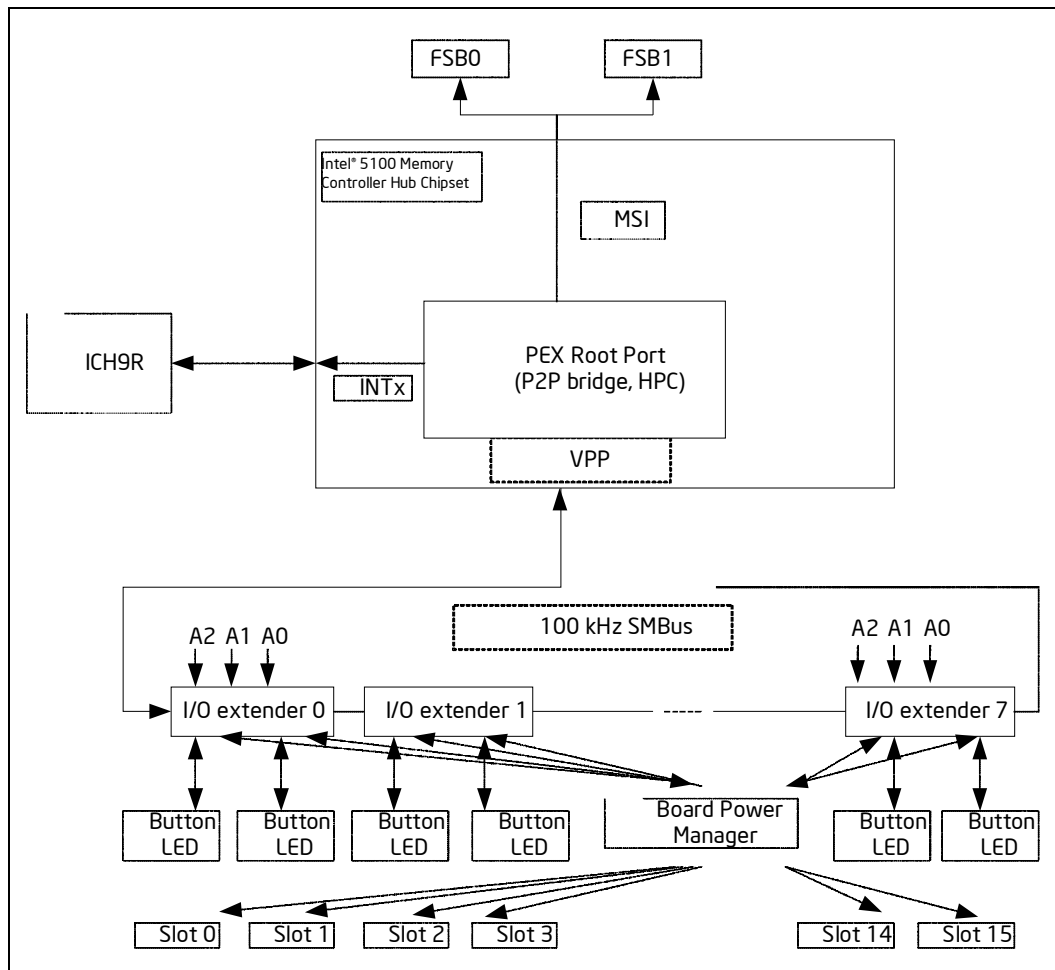 FSB0
FSB1
Intel® 5100 Memory
Controller Hub Chipset
MSI
ICH9R
INTx
PEX Root Port
(P2P bridge, HPC)
VPP
100 kHz SMBus
A2 A1 A0
A2 A1 A0
I/O extender 0
I/O extender 1
I/O extender 7
Button
LED
Button
LED
Button
LED
Button
LED
Board Power
Manager
Button
LED
Button
LED
Slot 0
Slot 1
Slot 2
Slot 3
Slot 14
Slot 15